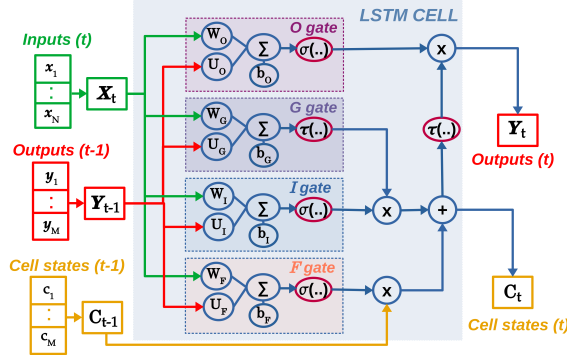 LSTM CELL
Inputs (t)
x1
:
xN
Xt
Outputs (t-1)
y1
:
yM
Yt-1
Cell states (t-1)
c1
:
cM
Ct-1
O gate
WO
UO
Σ
bO
σ(..)
x
G gate
WG
UG
Σ
bG
τ(..)
I gate
WI
UI
Σ
bI
σ(..)
x
F gate
WF
UF
Σ
bF
σ(..)
x
τ(..)
+
Yt
Outputs (t)
Ct
Cell states (t)